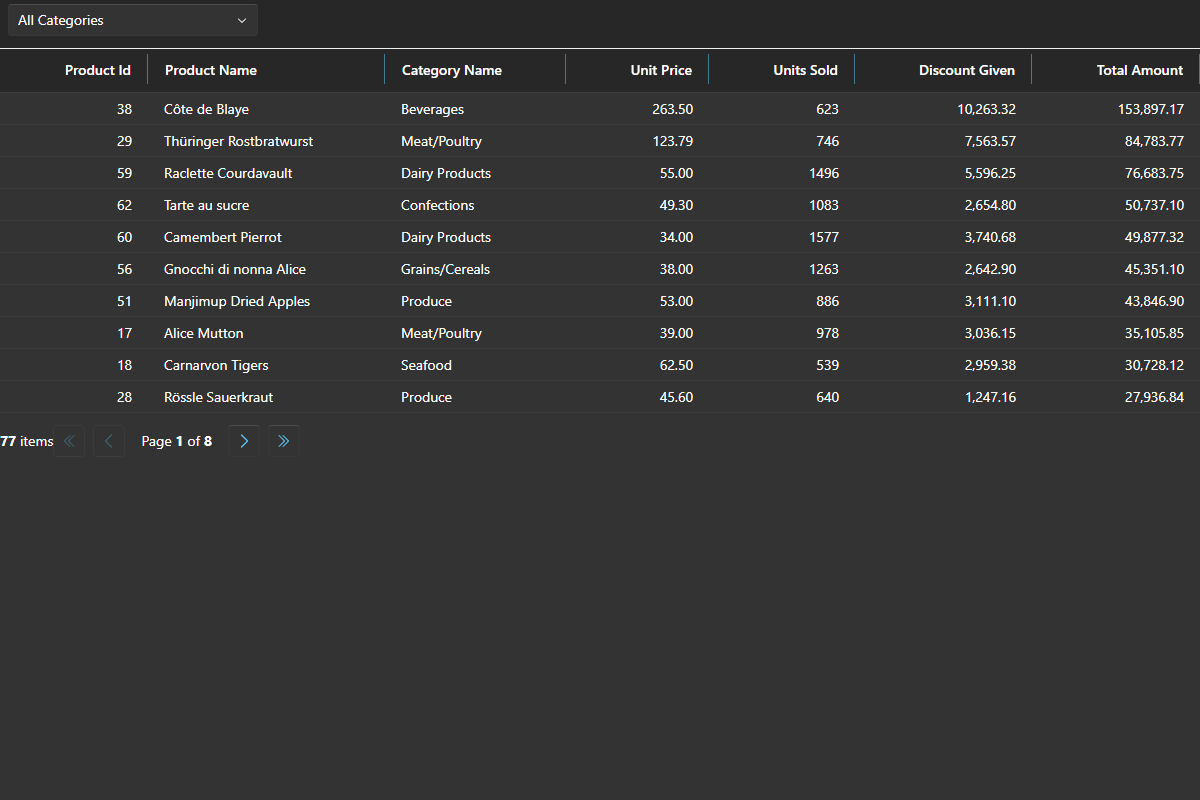 All Categories
Product Id Product Name Category Name Unit Price Units Sold Discount Given Total Amount
38 Côte de Blaye Beverages 263.50 623 10,263.32 153,897.17
29 Thüringer Rostbratwurst Meat/Poultry 123.79 746 7,563.57 84,783.77
59 Raclette Courdavault Dairy Products 55.00 1496 5,596.25 76,683.75
62 Tarte au sucre Confections 49.30 1083 2,654.80 50,737.10
60 Camembert Pierrot Dairy Products 34.00 1577 3,740.68 49,877.32
56 Gnocchi di nonna Alice Grains/Cereals 38.00 1263 2,642.90 45,351.10
51 Manjimup Dried Apples Produce 53.00 886 3,111.10 43,846.90
17 Alice Mutton Meat/Poultry 39.00 978 3,036.15 35,105.85
18 Carnarvon Tigers Seafood 62.50 539 2,959.38 30,728.12
28 Rössle Sauerkraut Produce 45.60 640 1,247.16 27,936.84
77 items Page 1 of 8